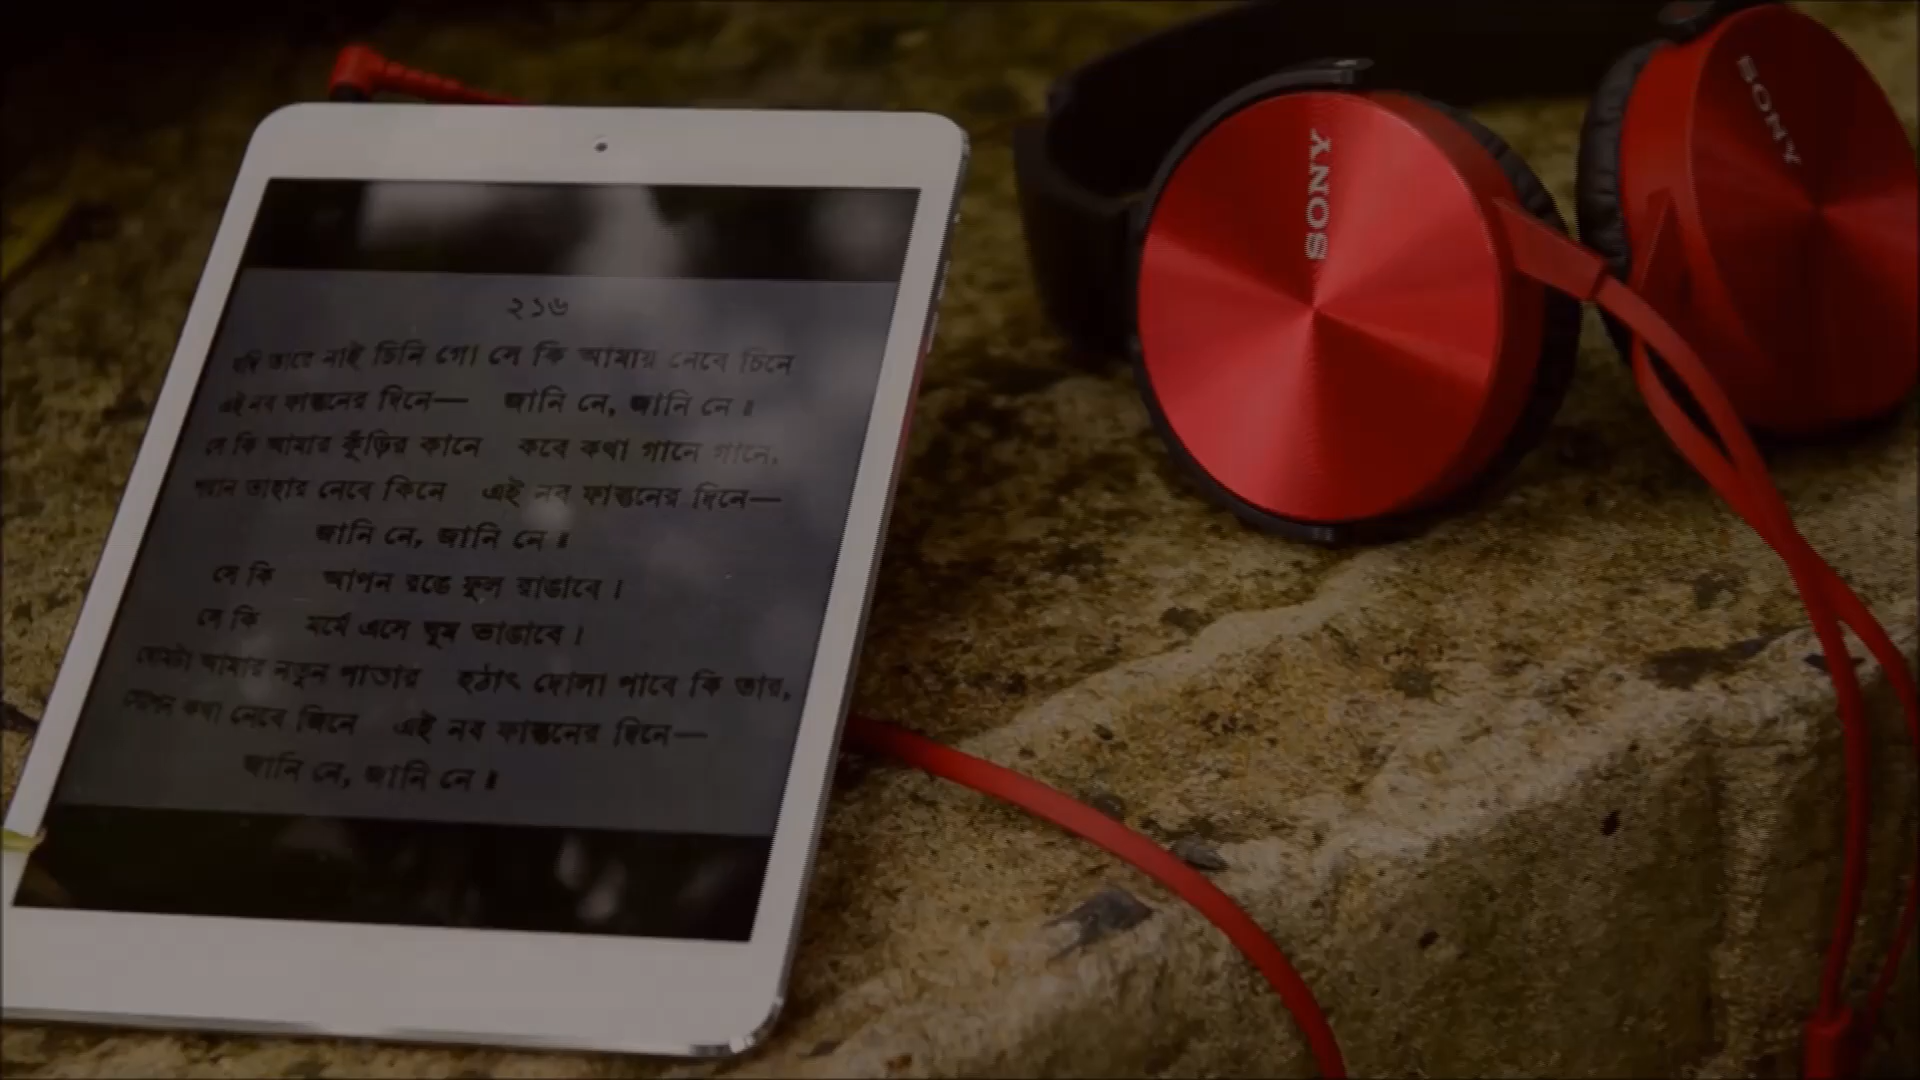 ২১৬
যদি তারে নাই চিনি গো সে কি আমায় নেবে চিনে
এই নব ফাল্গুনের দিনে— জানি নে, জানি নে ॥
সে কি আমার কুঁড়ির কানে কবে কথা গানে গানে,
পরান তাহার নেবে কিনে এই নব ফাল্গুনের দিনে—
জানি নে, জানি নে ॥
সে কি আপন রঙে ফুল রাঙাবে।
সে কি মর্মে এসে ঘুম ভাঙাবে।
ঘোমটা আমার নতুন পাতার হঠাৎ দোলা পাবে কি তার,
গোপন কথা নেবে জিনে এই নব ফাল্গুনের দিনে—
জানি নে, জানি নে ॥
SONY
SONY